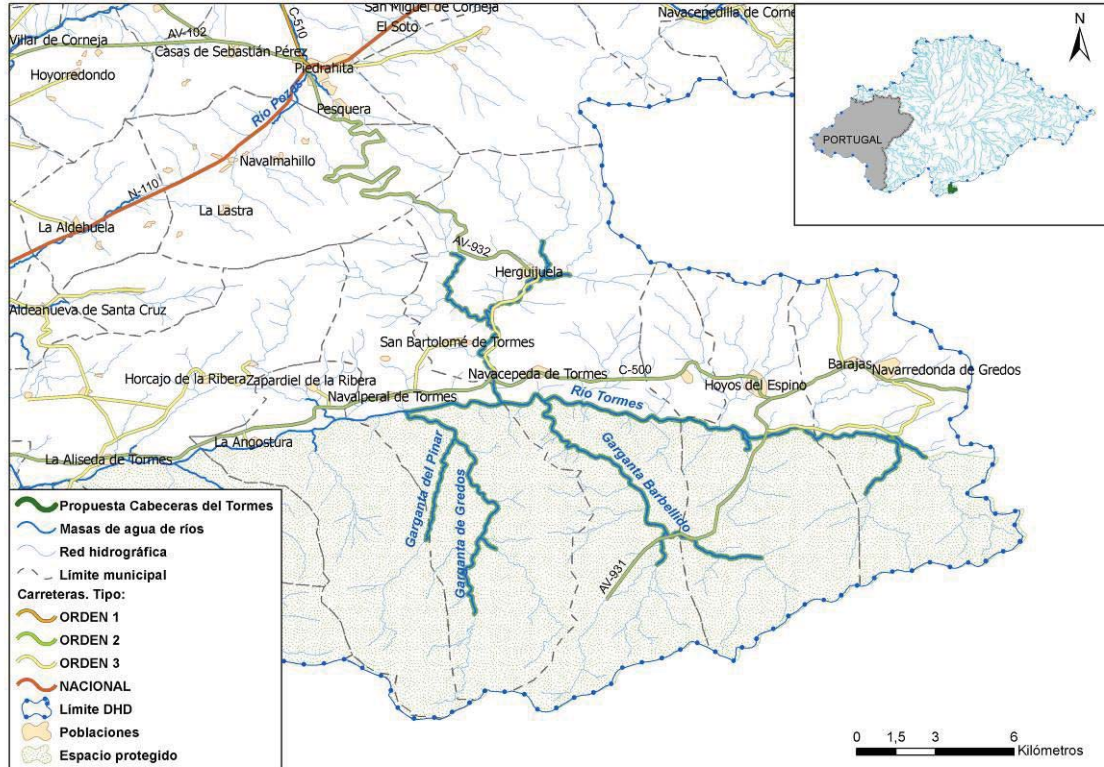 San Miguel de Corneja
El Soto
Navacepedilla de Corne
C-510
Villar de Corneja
AV-102
Casas de Sebastián Pérez
Hoyorredondo
Piedrahita
Pesquera
Navalmahillo
N-110
La Lastra
La Aldehuela
AV-932
Herguijuela
Aldeanueva de Santa Cruz
San Bartolomé de Tormes
Horcajo de la Ribera
Zapardiel de la Ribera
Navacepeda de Tormes
C-500
Barajas
Navarredonda de Gredos
Hoyos del Espino
Navalperal de Tormes
Río Tormes
La Angostura
La Aliseda de Tormes
Garganta del Pinar
Garganta de Gredos
Garganta Barbellido
AV-931
N
PORTUGAL
Propuesta Cabeceras del Tormes
Masas de agua de ríos
Red hidrográfica
Límite municipal
Carreteras. Tipo:
ORDEN 1
ORDEN 2
ORDEN 3
NACIONAL
Límite DHD
Poblaciones
Espacio protegido
0 1,5 3 6
Kilómetros